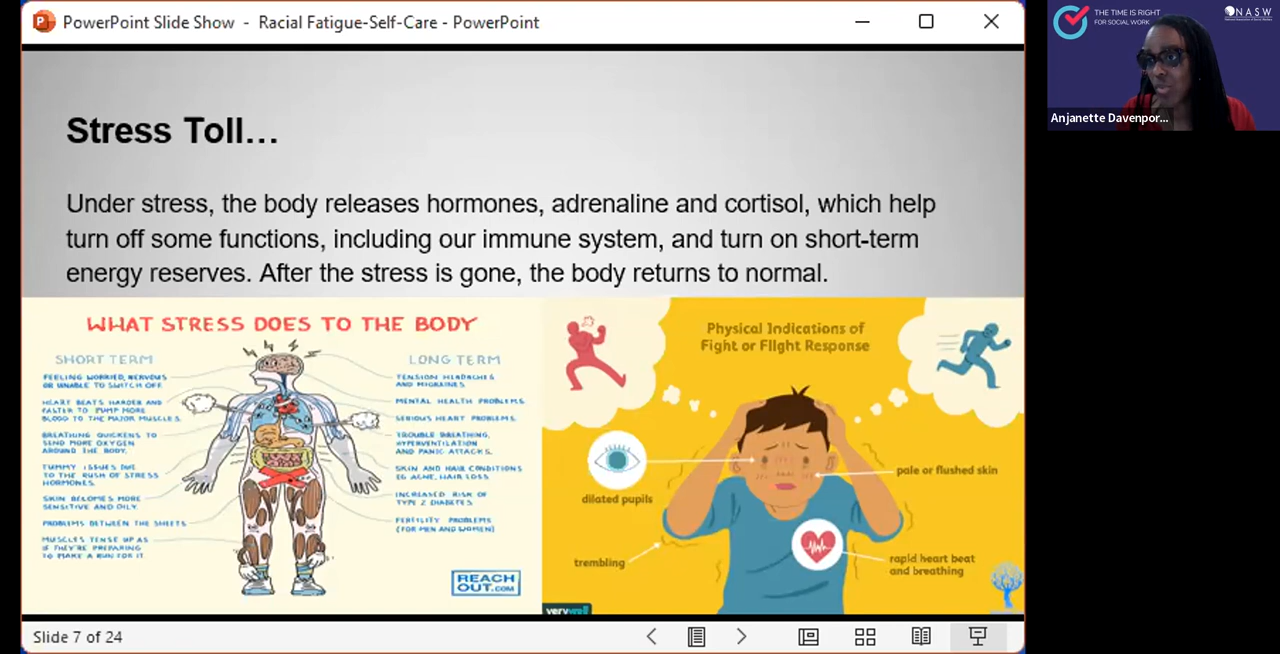 PowerPoint Slide Show - Racial Fatigue-Self-Care - PowerPoint
THE TIME IS RIGHT
FOR SOCIAL WORK
NASW
Anjanette Davenpor...
Stress Toll…
Under stress, the body releases hormones, adrenaline and cortisol, which help
turn off some functions, including our immune system, and turn on short-term
energy reserves. After the stress is gone, the body returns to normal.
WHAT STRESS DOES TO THE BODY
SHORT TERM
FEELING WORRIED, NERVOUS
OR UNABLE TO SWITCH OFF.
HEART BEATS HARDER AND
FASTER TO PUMP MORE
BLOOD TO THE MAJOR MUSCLES.
BREATHING QUICKENS TO
SEND MORE OXYGEN
AROUND THE BODY.
TUMMY ISSUES DUE
TO THE RUSH OF STRESS
HORMONES.
SKIN BECOMES MORE
SENSITIVE AND OILY.
PROBLEMS BETWEEN THE SHEETS
MUSCLES TENSE UP AS
IF THEY'RE PREPARING
TO MAKE A RUN FOR IT.
LONG TERM
TENSION HEADACHES
AND MIGRAINES.
MENTAL HEALTH PROBLEMS.
SERIOUS HEART PROBLEMS.
TROUBLE BREATHING,
HYPERVENTILATION
AND PANIC ATTACKS.
SKIN AND HAIR CONDITIONS
EG ACNE, HAIR LOSS
INCREASED RISK OF
TYPE 2 DIABETES.
FERTILITY PROBLEMS
(FOR MEN AND WOMEN)
REACH
OUT.COM
Physical Indications of
Fight or Flight Response
dilated pupils
pale or flushed skin
trembling
rapid heart beat
and breathing
verywell
Slide 7 of 24